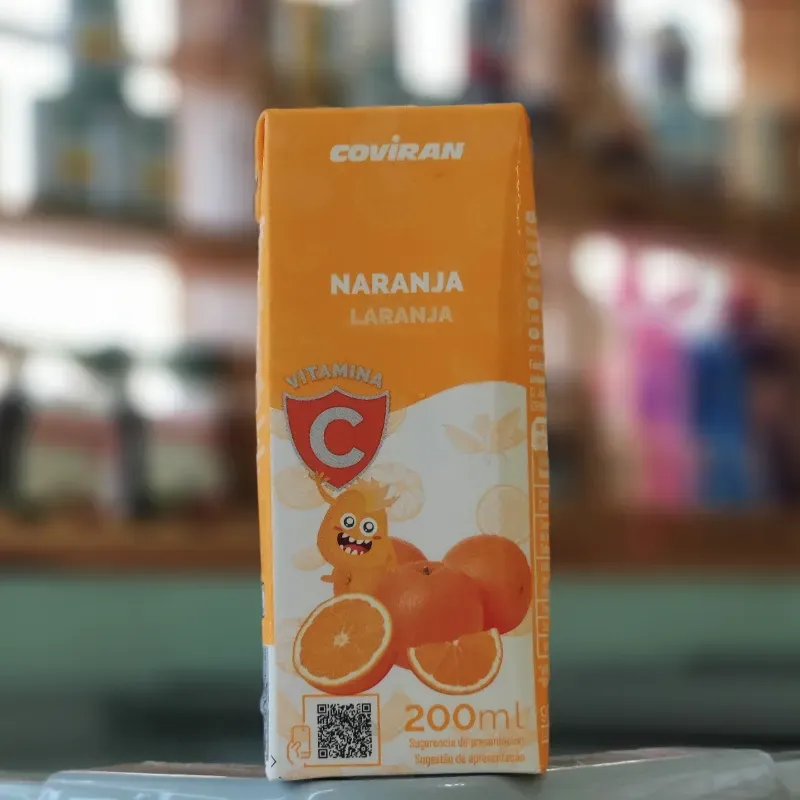 COVIRAN
NARANJA
LARANJA
VITAMINA
C
200ml
Sugerencia de presentación
Sugestão de apresentação